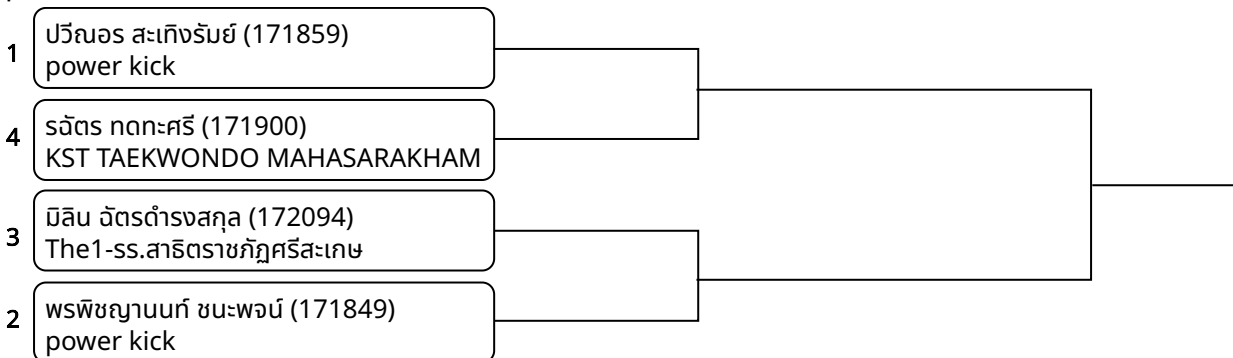 1
ปวีณอร สะเทิงรัมย์ (171859)
power kick
4
รฉัตร ทดทะศรี (171900)
KST TAEKWONDO MAHASARAKHAM
3
มิลิน ฉัตรดำรงสกุล (172094)
The1-รร.สาธิตราชภัฏศรีสะเกษ
2
พรพิชญานนท์ ชนะพจน์ (171849)
power kick